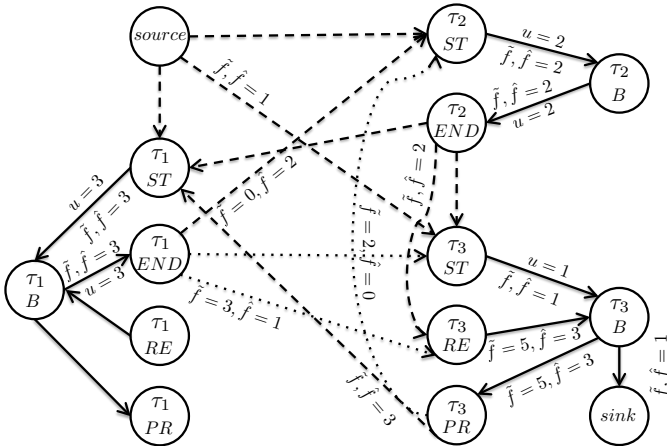 source
τ₂
ST
u = 2
f̃, f̂ = 2
τ₂
B
f̃, f̂ = 1
f̃, f̂ = 2
u = 2
τ₂
END
τ₁
ST
u = 3
f̃, f̂ = 3
f̃ = 0, f̃ = 2
f̃, f̂ = 2
τ₁
END
f̃, f̂ = 3
u = 3
τ₁
B
f̃ = 2, f̂ = 0
τ₃
ST
u = 1
f̃, f̂ = 1
f̃ = 3, f̂ = 1
τ₁
RE
τ₃
RE
f̃ = 5, f̂ = 3
τ₃
B
f̃, f̂ = 3
f̃ = 5, f̂ = 3
f̃, f̂ = 1
τ₁
PR
τ₃
PR
sink